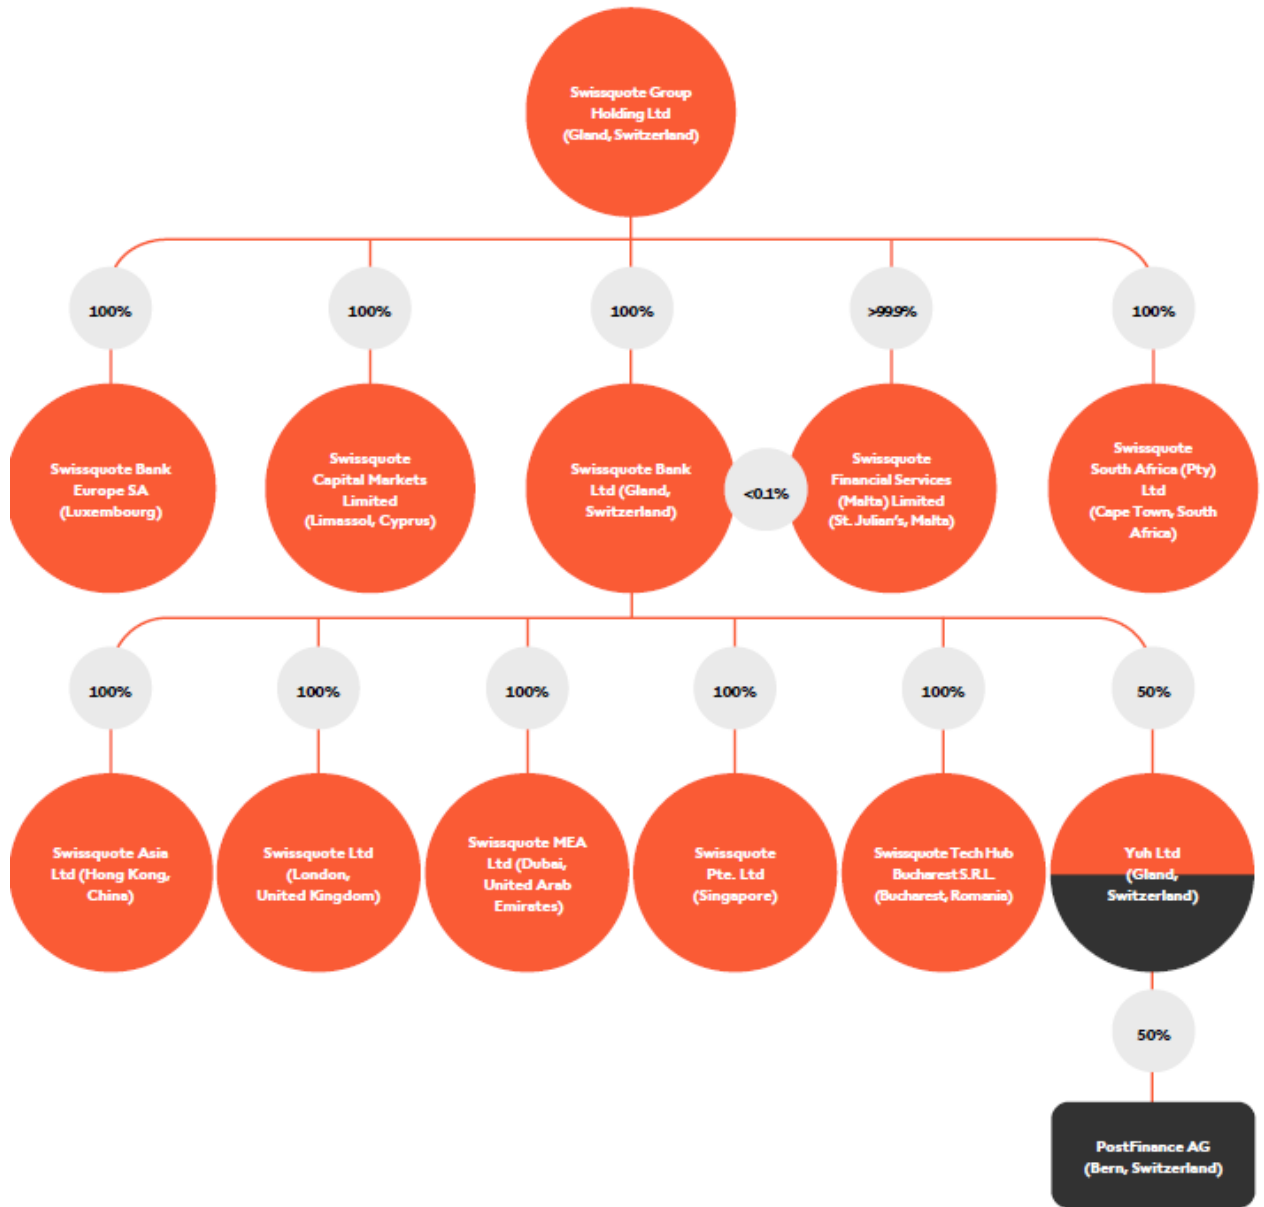 Swissquote Group
Holding Ltd
(Gland, Switzerland)
100%
100%
100%
>99.9%
100%
Swissquote Bank
Europe SA
(Luxembourg)
Swissquote
Capital Markets
Limited
(Limassol, Cyprus)
Swissquote Bank
Ltd (Gland,
Switzerland)
<0.1%
Swissquote
Financial Services
(Malta) Limited
(St. Julian's, Malta)
Swissquote
South Africa (Pty)
Ltd
(Cape Town, South
Africa)
100%
100%
100%
100%
100%
50%
Swissquote Asia
Ltd (Hong Kong,
China)
Swissquote Ltd
(London,
United Kingdom)
Swissquote MEA
Ltd (Dubai,
United Arab
Emirates)
Swissquote
Pte. Ltd
(Singapore)
Swissquote Tech Hub
Bucharest S.R.L.
(Bucharest, Romania)
Yuh Ltd
(Gland,
Switzerland)
50%
PostFinance AG
(Bern, Switzerland)